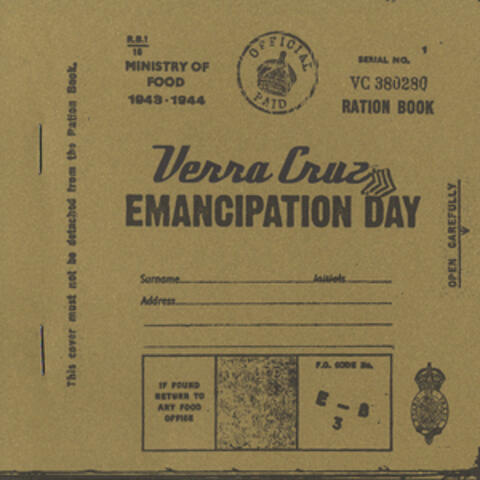 R.B.1
16
MINISTRY OF
FOOD
1943-1944
OFFICIAL
PAID
SERIAL NO.
1
VC 380280
RATION BOOK
This cover must not be detached from the Ration Book.
Verra Cruz
EMANCIPATION DAY
OPEN CAREFULLY
Surname
Initials
Address
IF FOUND
RETURN TO
ANY FOOD
OFFICE
F.O. CODE No.
E - B
3